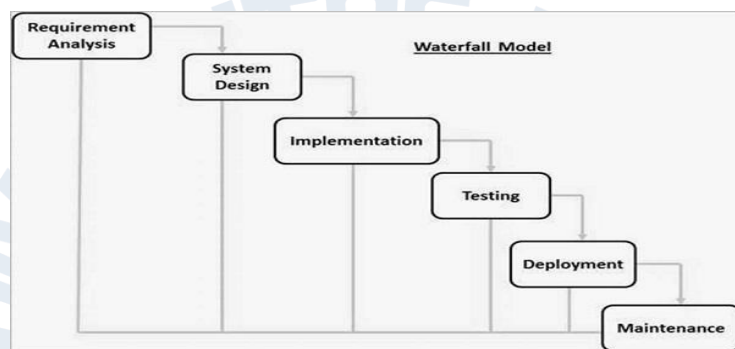 Requirement
Analysis
Waterfall Model
System
Design
Implementation
Testing
Deployment
Maintenance